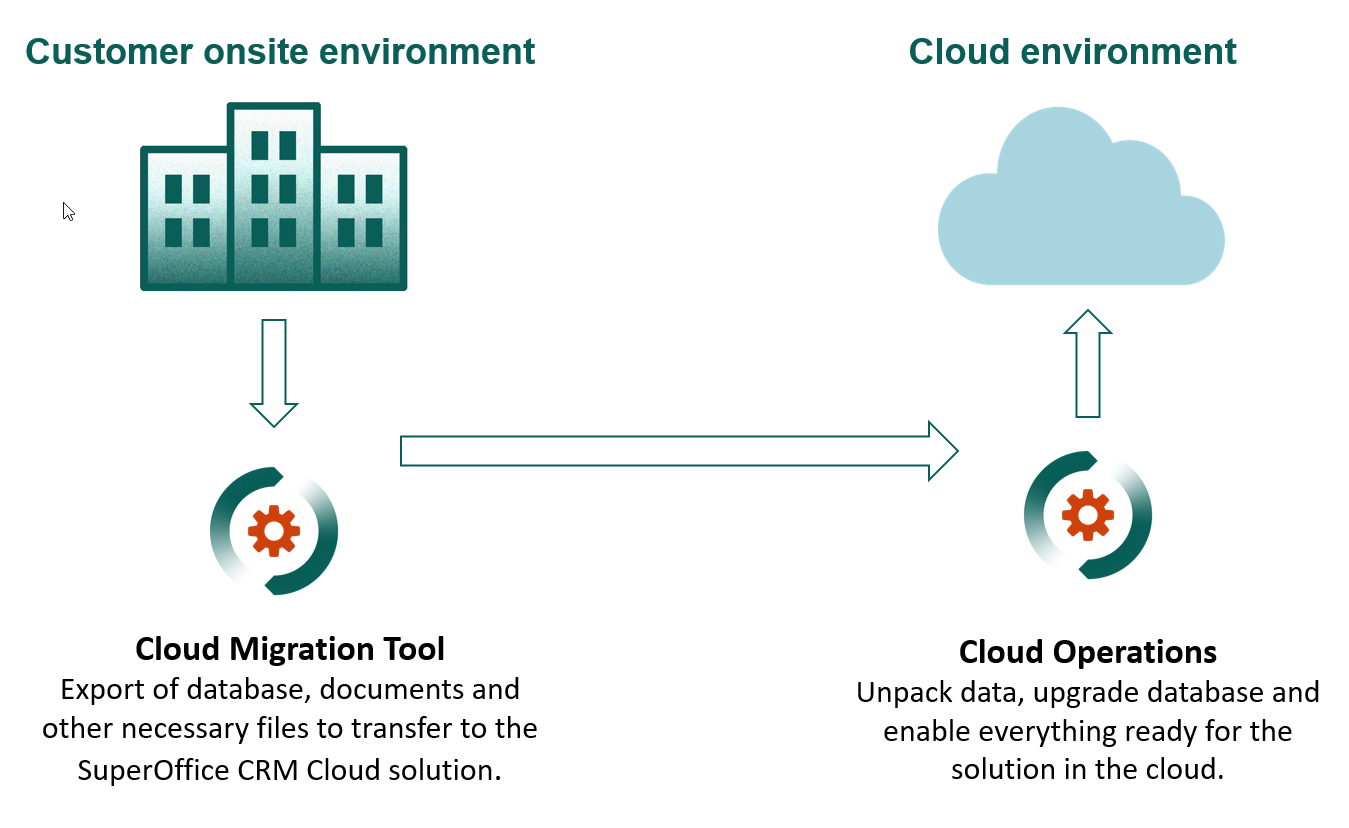 Customer onsite environment
Cloud environment
Cloud Migration Tool
Export of database, documents and
other necessary files to transfer to the
SuperOffice CRM Cloud solution.
Cloud Operations
Unpack data, upgrade database and
enable everything ready for the
solution in the cloud.